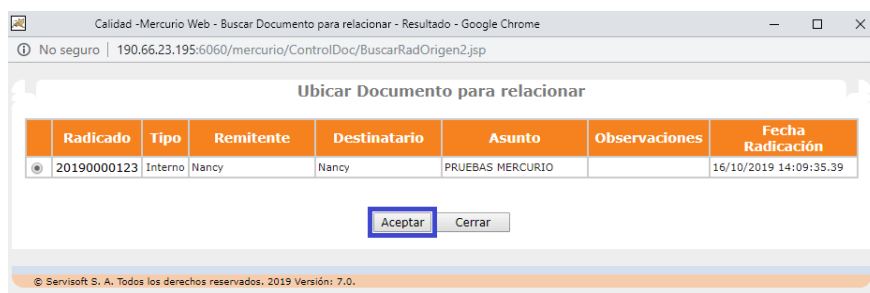 Calidad -Mercurio Web - Buscar Documento para relacionar - Resultado - Google Chrome
No seguro | 190.66.23.195:6060/mercurio/ControlDoc/BuscarRadOrigen2.jsp
Ubicar Documento para relacionar
Radicado Tipo Remitente Destinatario Asunto Observaciones Fecha Radicación
20190000123 Interno Nancy Nancy PRUEBAS MERCURIO 16/10/2019 14:09:35.39
Aceptar Cerrar
© Servisoft S. A. Todos los derechos reservados. 2019 Versión: 7.0.